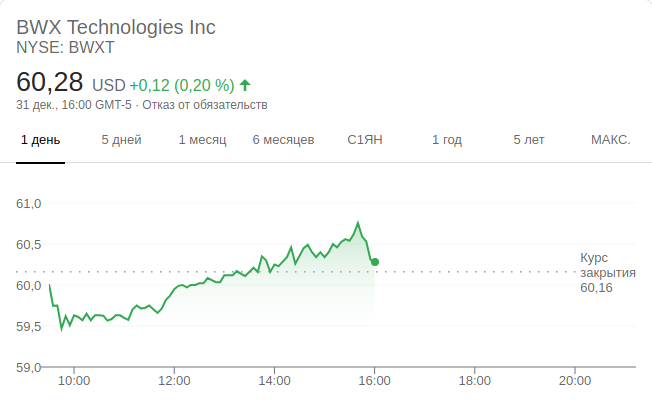 BWX Technologies Inc
NYSE: BWXT
60,28 USD +0,12 (0,20 %)
31 дек., 16:00 GMT-5 · Отказ от обязательств
1 день 5 дней 1 месяц 6 месяцев С1ЯН 1 год 5 лет МАКС.
61,0
60,5
Курс
закрытия
60,16
60,0
59,5
59,0
10:00 12:00 14:00 16:00 18:00 20:00